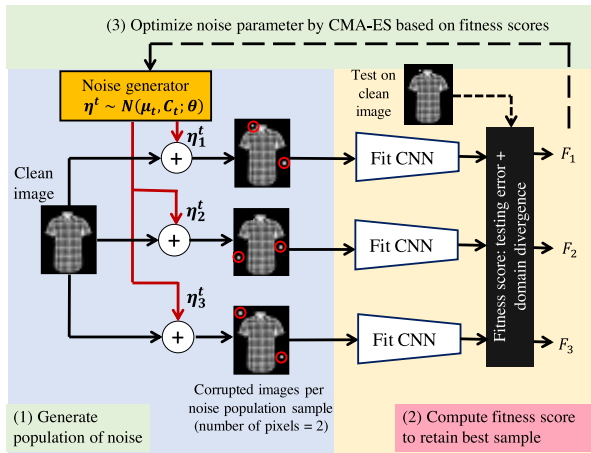 (3) Optimize noise parameter by CMA-ES based on fitness scores
Noise generator
η^t ~ N(μ_t, C_t; θ)
Test on
clean
image
η_1^t
Clean
image
+
Fit CNN
F_1
η_2^t
+
Fit CNN
F_2
η_3^t
+
Fit CNN
F_3
Fitness score: testing error +
domain divergence
Corrupted images per
noise population sample
(number of pixels = 2)
(1) Generate
population of noise
(2) Compute fitness score
to retain best sample